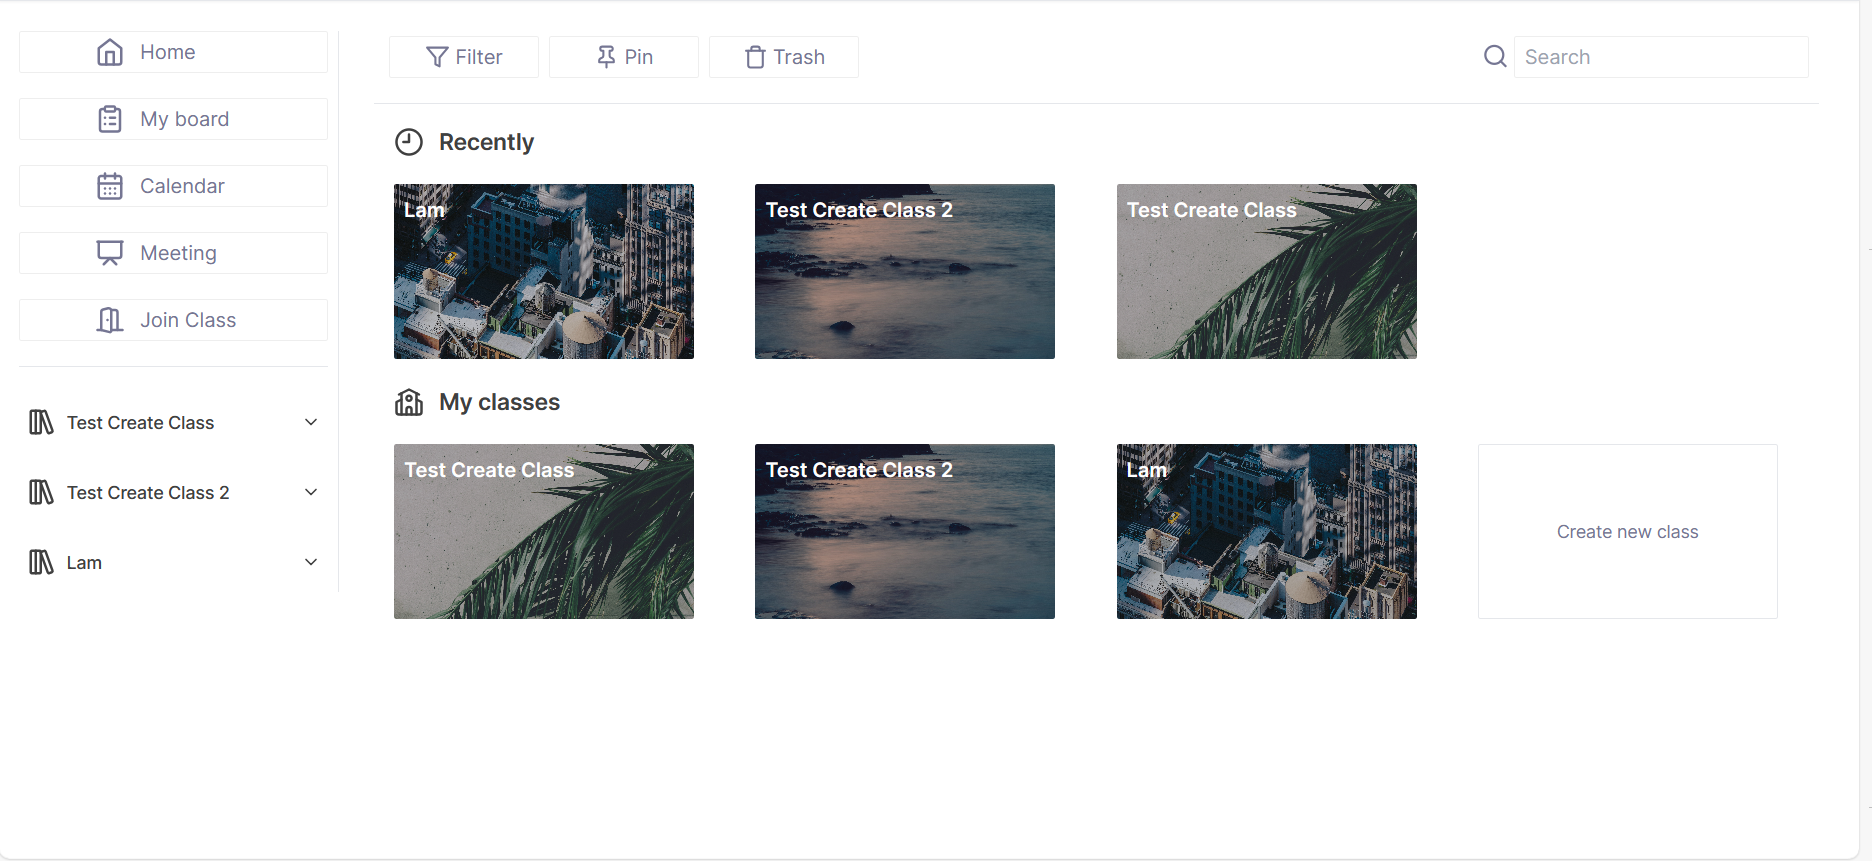 Home
My board
Calendar
Meeting
Join Class
Test Create Class
Test Create Class 2
Lam
Filter
Pin
Trash
Search
Recently
Lam
Test Create Class 2
Test Create Class
My classes
Test Create Class
Test Create Class 2
Lam
Create new class